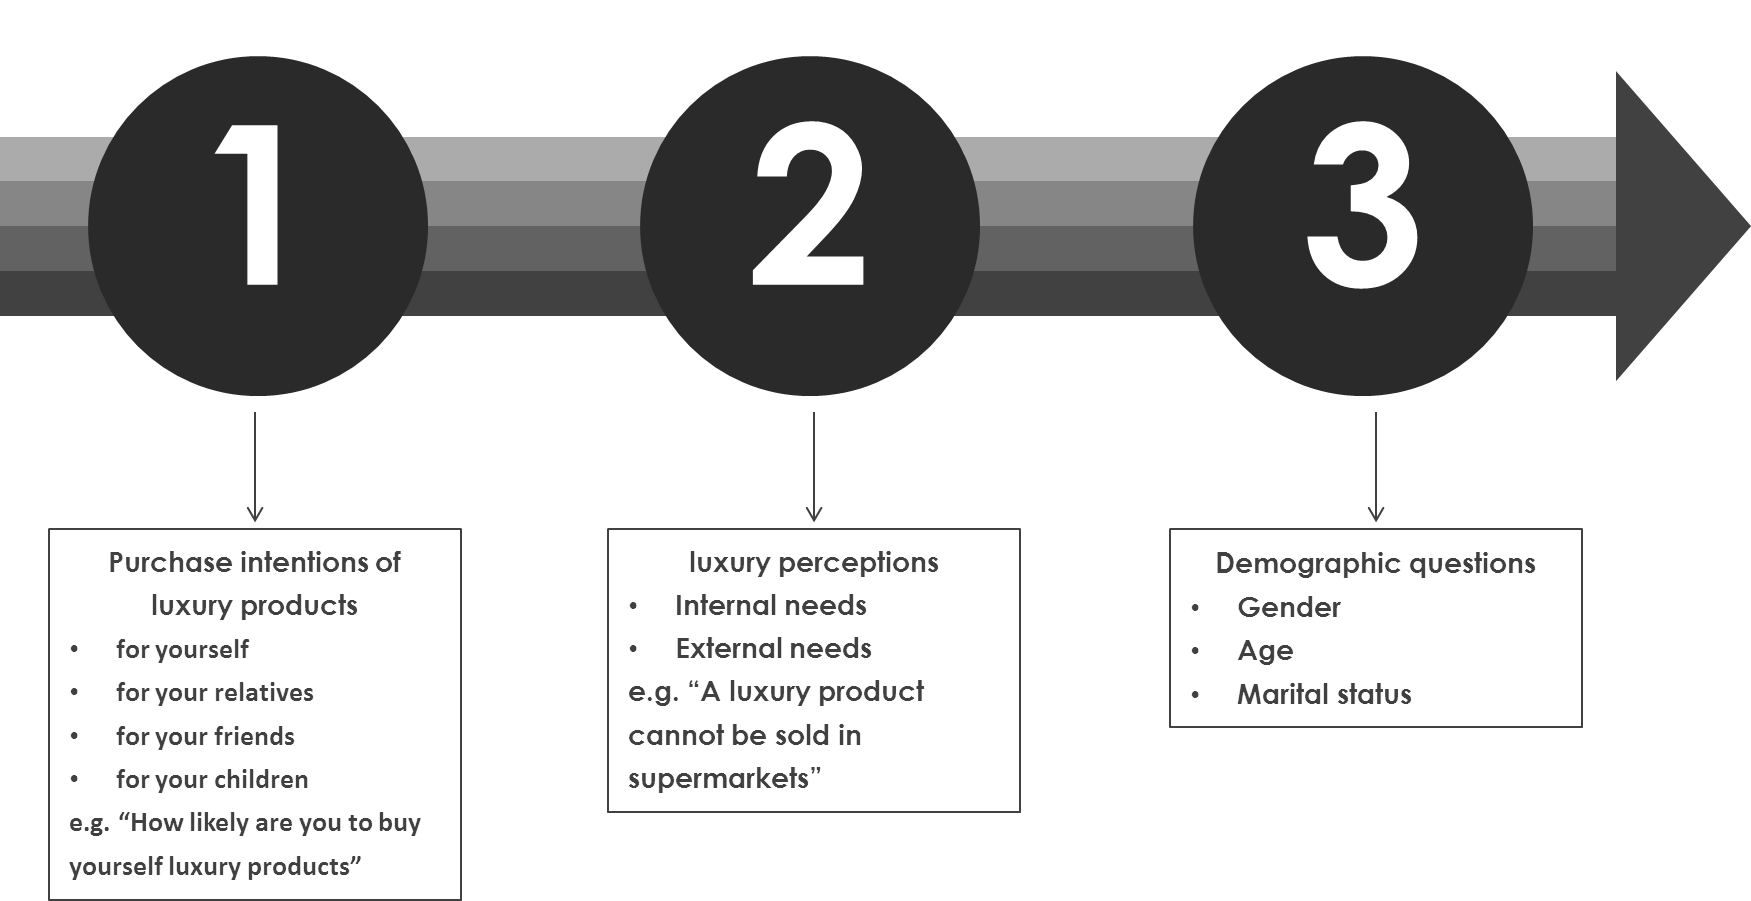 1
2
3
Purchase intentions of
luxury products
• for yourself
• for your relatives
• for your friends
• for your children
e.g. “How likely are you to buy
yourself luxury products”
luxury perceptions
• Internal needs
• External needs
e.g. “A luxury product
cannot be sold in
supermarkets”
Demographic questions
• Gender
• Age
• Marital status